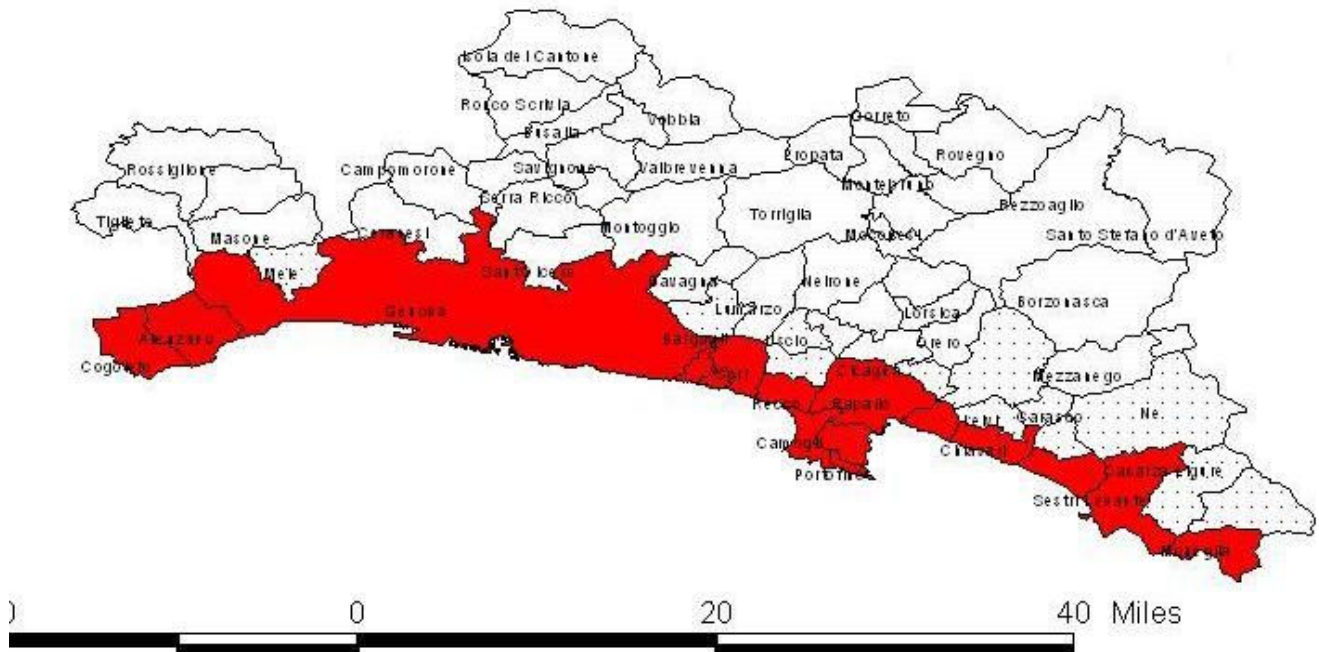 Isola del Cantone
Ronco Scrivia
Busalla
Vobbia
Gorreto
Rossiglione
Campomorone
Savignone
Valbrevenna
Propata
Rovegno
Montebruno
Serra Riccò
Rezzoaglio
Tiglieto
Masone
Ceranesi
Montoggio
Torriglia
Moconesi
Santo Stefano d'Aveto
Mele
Sant'Olcese
Davagna
Neirone
Borzonasca
Genova
Lumarzo
Lorsica
Arenzano
Bargagli
Uscio
Orero
Cogoleto
Sori
Cicagna
Mezzanego
Recco
Rapallo
Leivi
Carasco
Ne
Camogli
Chiavari
Portofino
Casarza Ligure
Sestri Levante
Moneglia
0 20 40 Miles